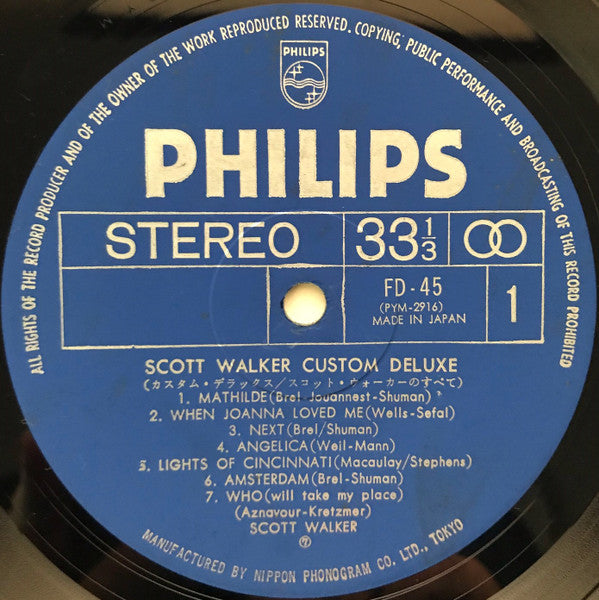 ALL RIGHTS OF THE RECORD PRODUCER AND OF THE OWNER OF THE WORK REPRODUCED RESERVED. COPYING, PUBLIC PERFORMANCE AND BROADCASTING OF THIS RECORD PROHIBITED
PHILIPS
PHILIPS
STEREO 33 1/3
FD-45
(PYM-2916)
MADE IN JAPAN
1
SCOTT WALKER CUSTOM DELUXE
(カスタム・デラックス/スコット・ウォーカーのすべて)
1. MATHILDE(Brel-Jouannest-Shuman)
2. WHEN JOANNA LOVED ME(Wells-Sefal)
3. NEXT(Brel/Shuman)
4. ANGELICA(Weil-Mann)
5. LIGHTS OF CINCINNATI(Macaulay/Stephens)
6. AMSTERDAM(Brel-Shuman)
7. WHO(will take my place)
(Aznavour-Kretzmer)
SCOTT WALKER
⑦
MANUFACTURED BY NIPPON PHONOGRAM CO. LTD., TOKYO